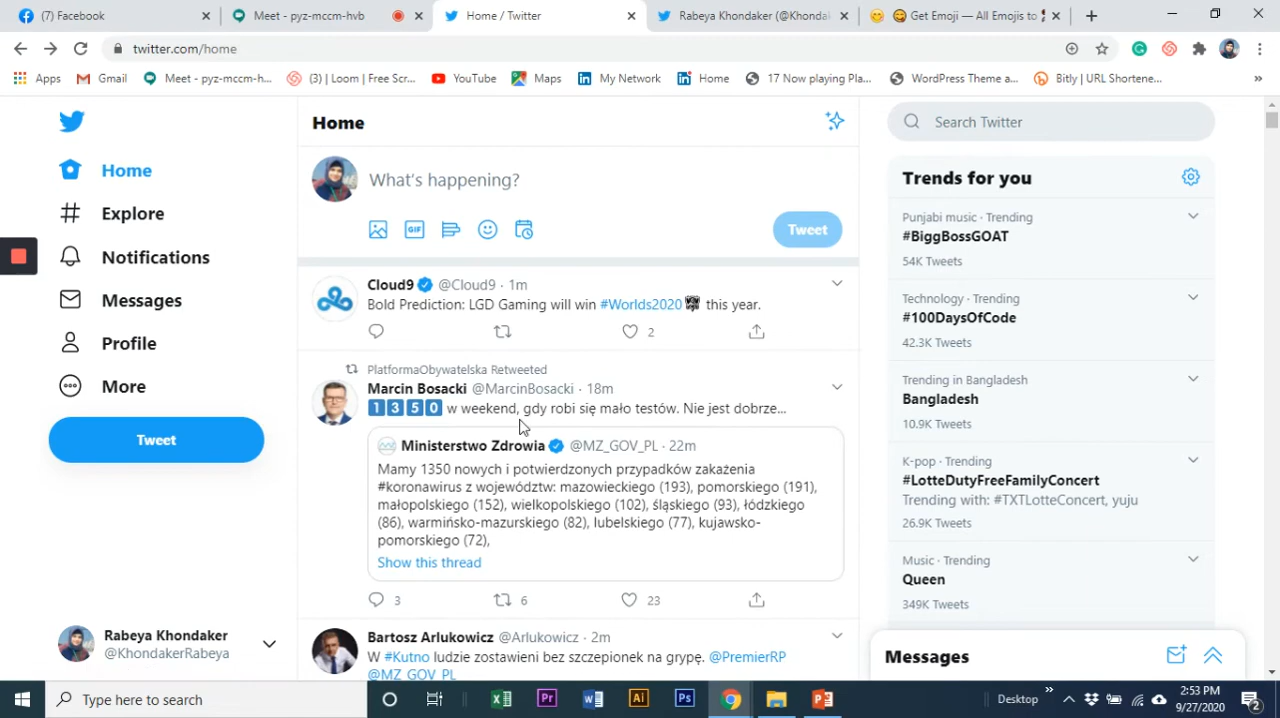 (7) Facebook
Meet - pyz-mccm-hvb
Home / Twitter
Rabeya Khondaker (@Khonda
Get Emoji — All Emojis to
twitter.com/home
Apps
Gmail
Meet - pyz-mccm-h...
(3) | Loom | Free Scr...
YouTube
Maps
My Network
Home
17 Now playing Pla...
WordPress Theme a...
Bitly | URL Shortene...
»
Home
Explore
Notifications
Messages
Profile
More
Tweet
Rabeya Khondaker
@KhondakerRabeya
Home
What's happening?
GIF
Tweet
Cloud9 @Cloud9 · 1m
Bold Prediction: LGD Gaming will win #Worlds2020 this year.
2
PlatformaObywatelska Retweeted
Marcin Bosacki @MarcinBosacki · 18m
1350 w weekend, gdy robi się mało testów. Nie jest dobrze...
Ministerstwo Zdrowia @MZ_GOV_PL · 22m
Mamy 1350 nowych i potwierdzonych przypadków zakażenia
#koronawirus z województw: mazowieckiego (193), pomorskiego (191),
małopolskiego (152), wielkopolskiego (102), śląskiego (93), łódzkiego
(86), warmińsko-mazurskiego (82), lubelskiego (77), kujawsko-
pomorskiego (72),
Show this thread
3 6 23
Bartosz Arlukowicz @Arlukowicz · 2m
W #Kutno ludzie zostawieni bez szczepionek na grypę. @PremierRP
@MZ_GOV_PL
Search Twitter
Trends for you
Punjabi music · Trending
#BiggBossGOAT
54K Tweets
Technology · Trending
#100DaysOfCode
42.3K Tweets
Trending in Bangladesh
Bangladesh
10.9K Tweets
K-pop · Trending
#LotteDutyFreeFamilyConcert
Trending with: #TXTLotteConcert, yuju
26.9K Tweets
Music · Trending
Queen
349K Tweets
Messages
Type here to search
Pr
W
Ai
Ps
Desktop
»
2:53 PM
9/27/2020
2